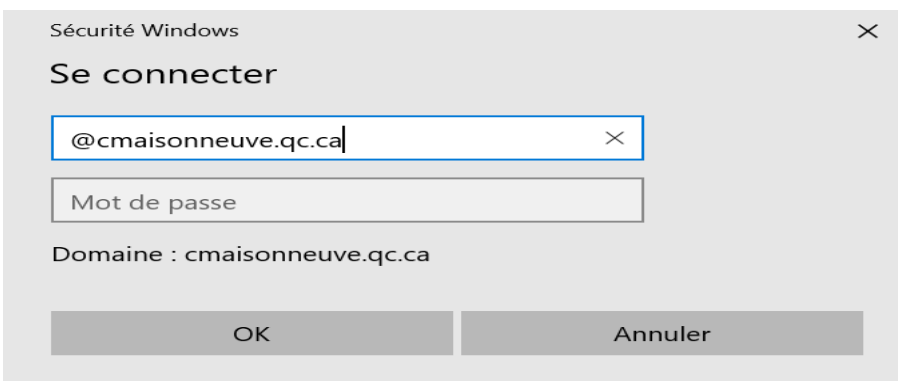 Sécurité Windows
Se connecter
@cmaisonneuve.qc.ca
Mot de passe
Domaine : cmaisonneuve.qc.ca
OK Annuler